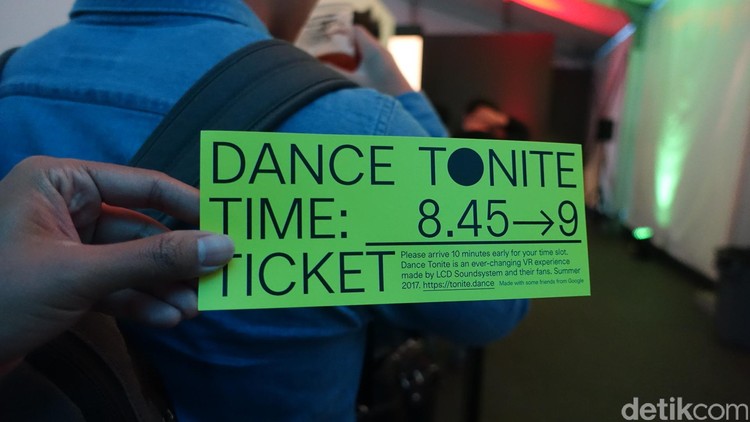 DANCE TONITE
TIME: 8.45→9
TICKET
Please arrive 10 minutes early for your time slot.
Dance Tonite is an ever-changing VR experience
made by LCD Soundsystem and their fans. Summer
2017. https://tonite.dance Made with some friends from Google
detikcom